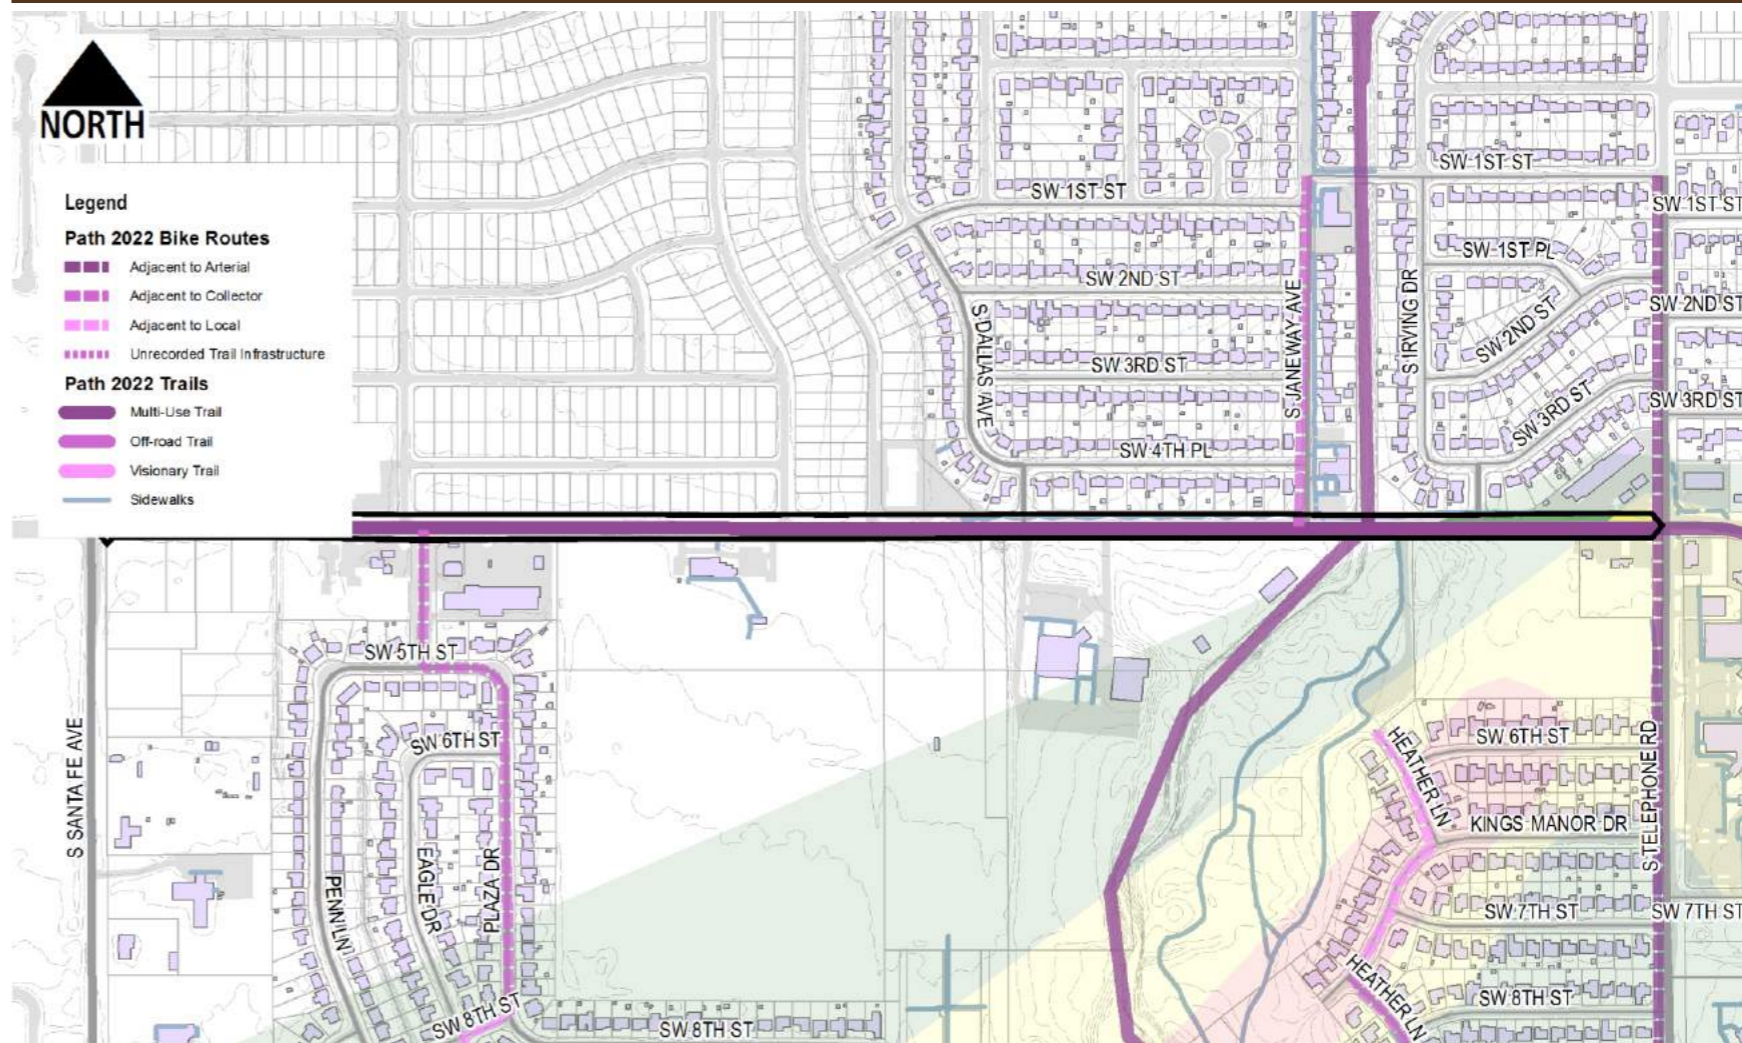 NORTH
Legend
Path 2022 Bike Routes
Adjacent to Arterial
Adjacent to Collector
Adjacent to Local
Unrecorded Trail Infrastructure
Path 2022 Trails
Multi-Use Trail
Off-road Trail
Visionary Trail
Sidewalks
SW 1ST ST
SW 1ST ST
SW 1ST ST
SW 1ST PL
SW 2ND ST
SW 2ND ST
SW 2ND ST
S DALLAS AVE
S JANEWAY AVE
S IRVING DR
SW 3RD ST
SW 3RD ST
SW 3RD ST
SW 4TH PL
SW 5TH ST
SW 6TH ST
SW 6TH ST
S SANTA FE AVE
PENN LN
EAGLE DR
PLAZA DR
HEATHER LN
KINGS MANOR DR
S TELEPHONE RD
SW 7TH ST
SW 7TH ST
HEATHER LN
SW 8TH ST
SW 8TH ST
SW 8TH ST